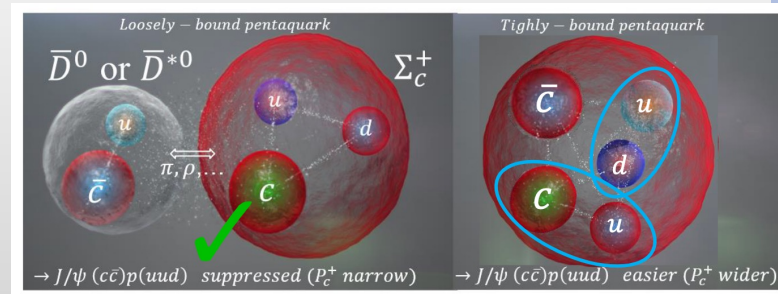 Loosely – bound pentaquark
D̅⁰ or D̅*⁰
Σc⁺
u
c̅
π, ρ, …
u
d
c
→ J/ψ (cc̅)p(uud) suppressed (Pc⁺ narrow)
Tighly – bound pentaquark
c̅
u
d
c
u
→ J/ψ (cc̅)p(uud) easier (Pc⁺ wider)